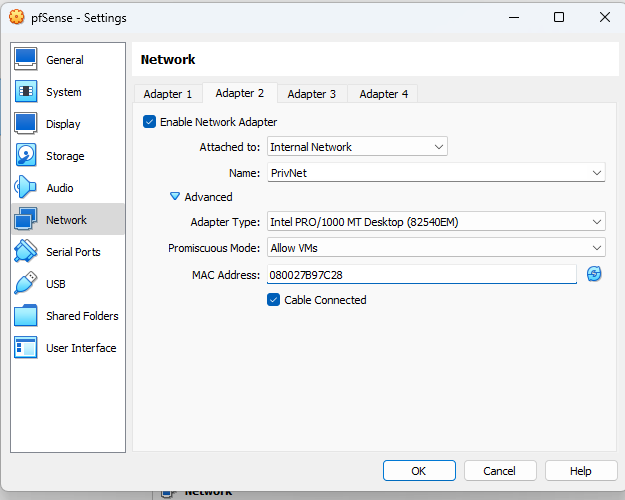 pfSense - Settings
General
System
Display
Storage
Audio
Network
Serial Ports
USB
Shared Folders
User Interface
Network
Adapter 1 Adapter 2 Adapter 3 Adapter 4
Enable Network Adapter
Attached to: Internal Network
Name: PrivNet
Advanced
Adapter Type: Intel PRO/1000 MT Desktop (82540EM)
Promiscuous Mode: Allow VMs
MAC Address: 080027B97C28
Cable Connected
OK Cancel Help
Network